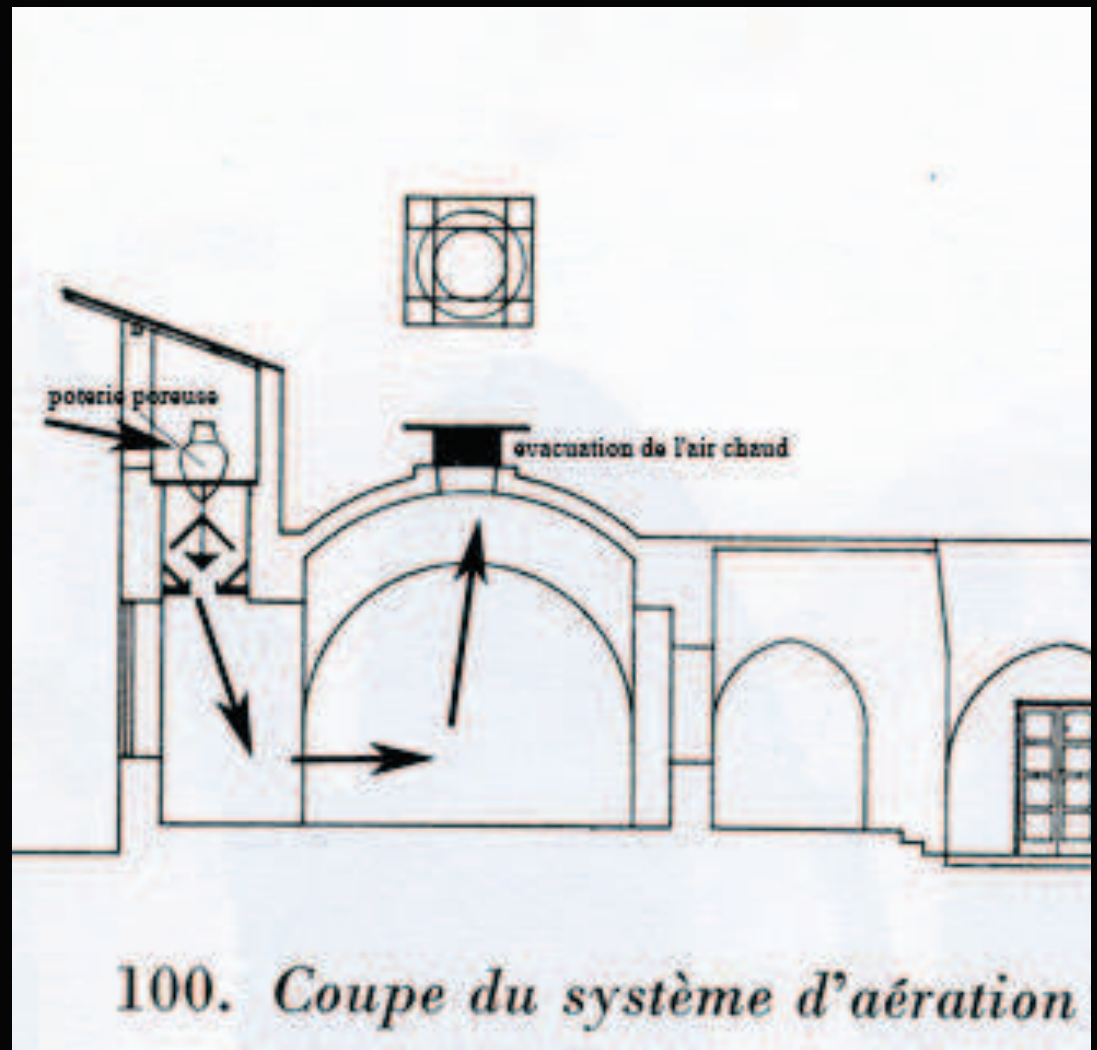 poterie poreuse
evacuation de l'air chaud
100. Coupe du système d'aération